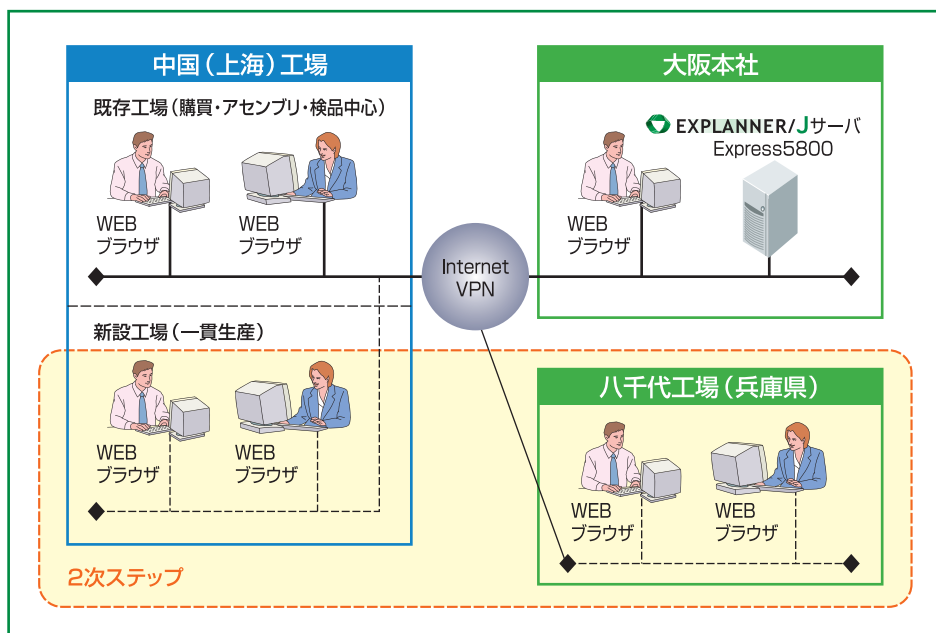 中国（上海）工場
既存工場（購買・アセンブリ・検品中心）
WEB
ブラウザ
WEB
ブラウザ
新設工場（一貫生産）
WEB
ブラウザ
WEB
ブラウザ
2次ステップ
Internet
VPN
大阪本社
EXPLANNER/Jサーバ
Express5800
WEB
ブラウザ
八千代工場（兵庫県）
WEB
ブラウザ
WEB
ブラウザ